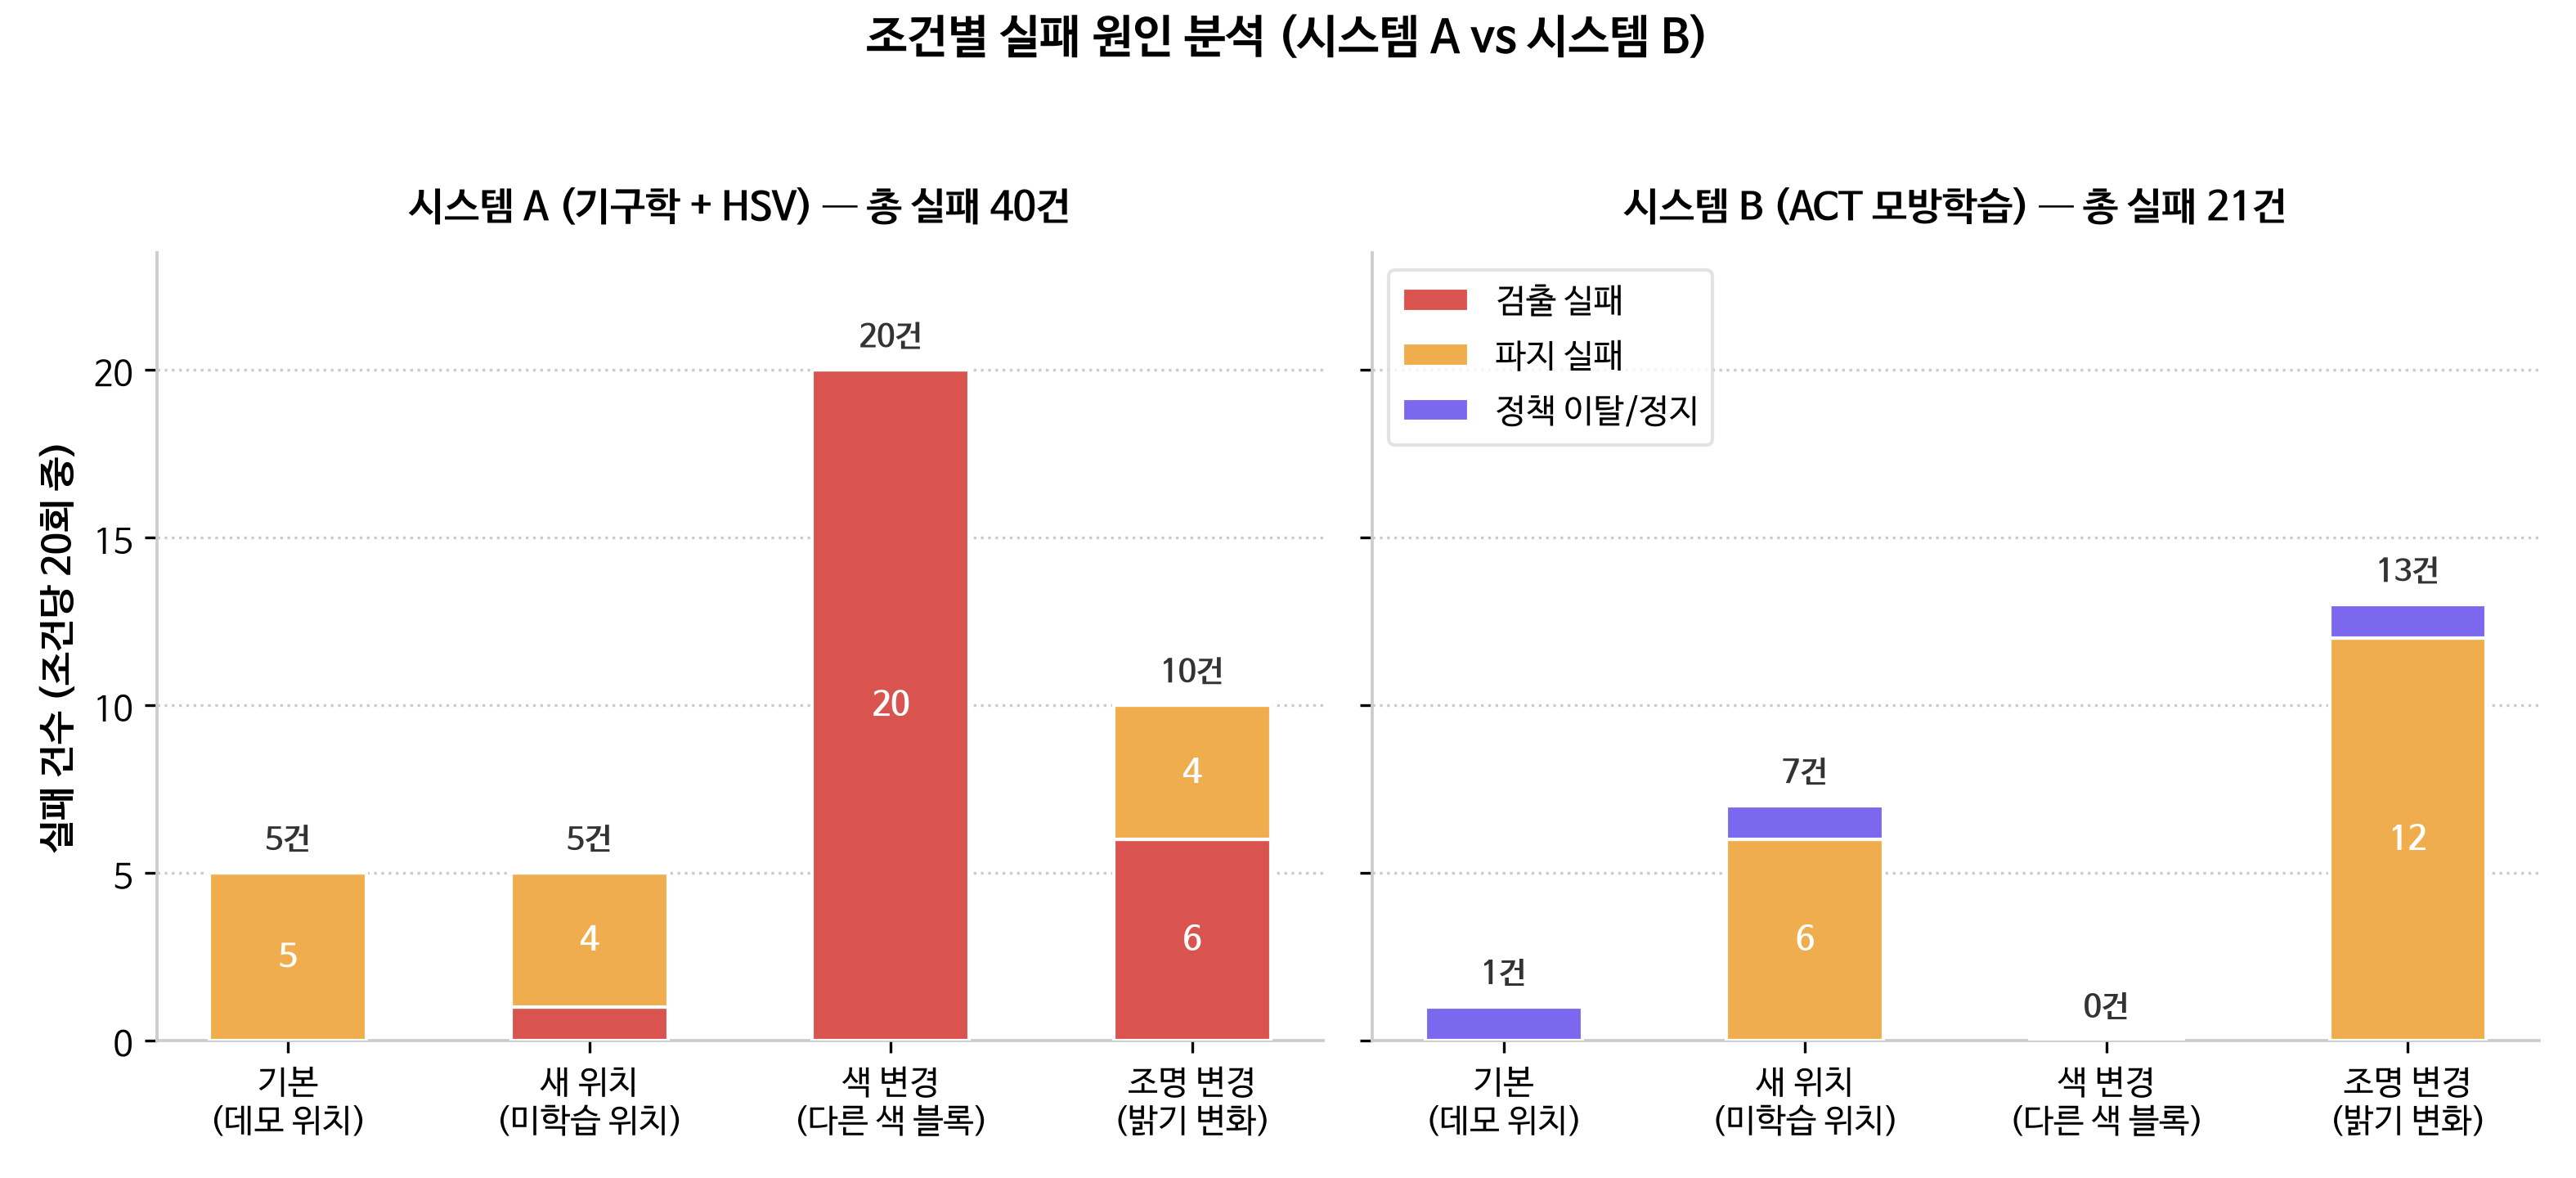 조건별 실패 원인 분석 (시스템 A vs 시스템 B)
시스템 A (기구학 + HSV) — 총 실패 40건
실패 건수 (조건당 20회 중)
20
15
10
5
0
5건
5
5건
4
20건
20
10건
4
6
기본
(데모 위치)
새 위치
(미학습 위치)
색 변경
(다른 색 블록)
조명 변경
(밝기 변화)
시스템 B (ACT 모방학습) — 총 실패 21건
검출 실패
파지 실패
정책 이탈/정지
1건
7건
6
0건
13건
12
기본
(데모 위치)
새 위치
(미학습 위치)
색 변경
(다른 색 블록)
조명 변경
(밝기 변화)